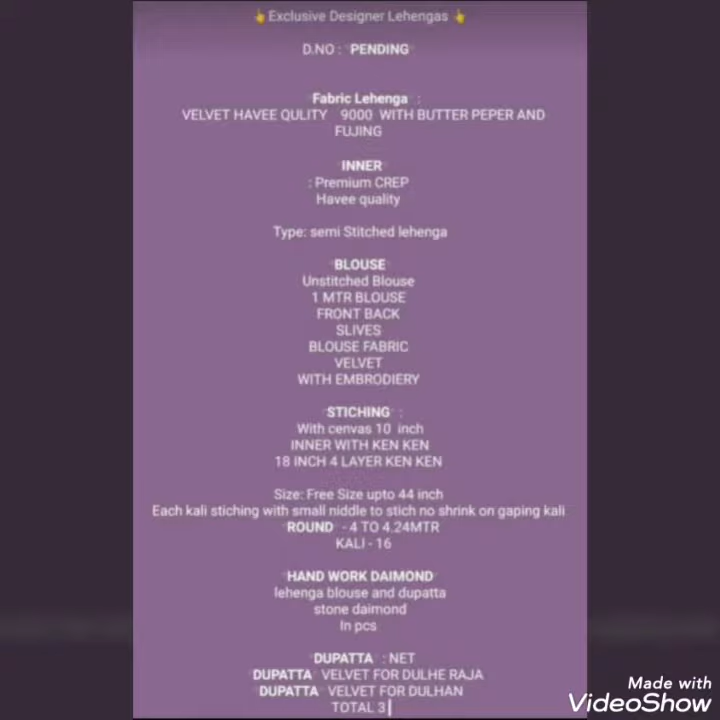 👆Exclusive Designer Lehengas👆
D.NO : *PENDING*
*Fabric Lehenga* :
VELVET HAVEE QULITY 9000 WITH BUTTER PEPER AND
FUJING
*INNER*
: Premium CREP
Havee quality
Type: semi Stitched lehenga
*BLOUSE*
Unstitched Blouse
1 MTR BLOUSE
FRONT BACK
SLIVES
BLOUSE FABRIC
VELVET
WITH EMBRODIERY
*STICHING* :
With cenvas 10 inch
INNER WITH KEN KEN
18 INCH 4 LAYER KEN KEN
Size: Free Size upto 44 inch
Each kali stiching with small niddle to stich no shrink on gaping kali
*ROUND* - 4 TO 4.24MTR
KALI - 16
*HAND WORK DAIMOND*
lehenga blouse and dupatta
stone daimond
In pcs
*DUPATTA* : NET
*DUPATTA* VELVET FOR DULHE RAJA
*DUPATTA* VELVET FOR DULHAN
TOTAL 3
Made with
VideoShow